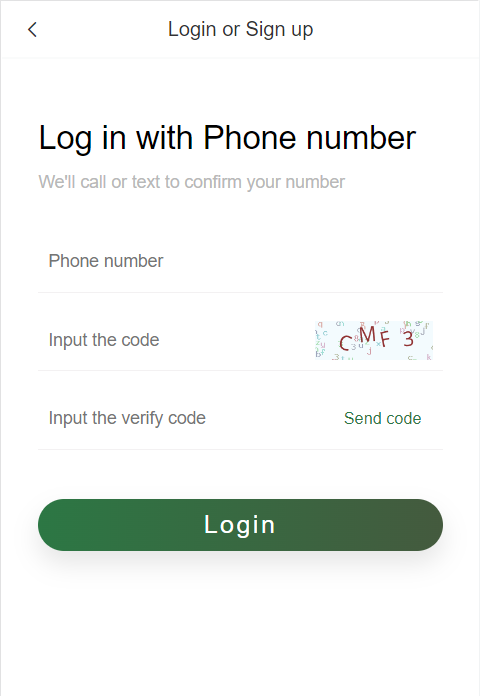 Login or Sign up
Log in with Phone number
We'll call or text to confirm your number
Phone number
Input the code
CMF3
Input the verify code
Send code
Login